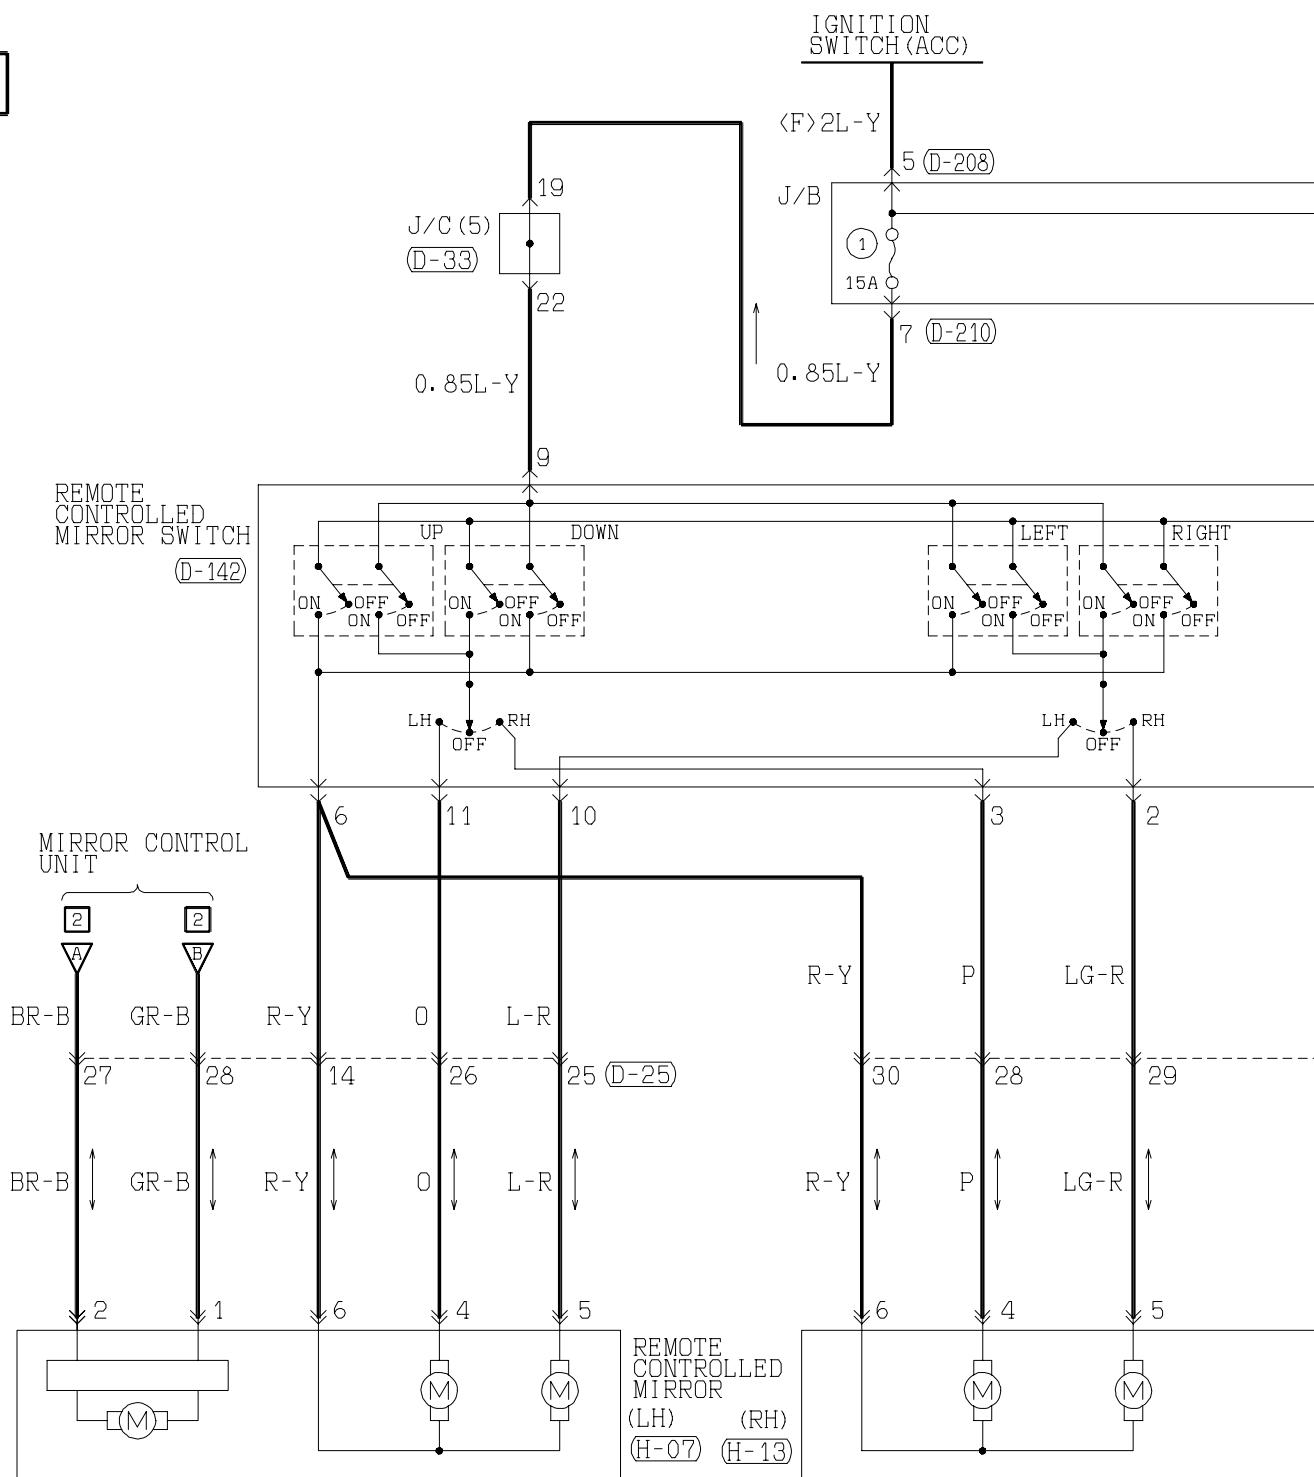 IGNITION
SWITCH(ACC)
<F>2L-Y
5 (D-208)
J/B
19
J/C(5)
(D-33)
1
15A
22
7 (D-210)
0.85L-Y
0.85L-Y
9
REMOTE
CONTROLLED
MIRROR SWITCH
(D-142)
UP
DOWN
LEFT
RIGHT
ON OFF ON OFF
ON OFF ON OFF
ON OFF ON OFF
ON OFF ON OFF
LH OFF RH
LH OFF RH
6 11 10 3 2
MIRROR CONTROL
UNIT
2 2
A B
R-Y P LG-R
BR-B GR-B R-Y O L-R
27 28 14 26 25 (D-25) 30 28 29
BR-B GR-B R-Y O L-R R-Y P LG-R
2 1 6 4 5 6 4 5
REMOTE
CONTROLLED
MIRROR
M M M M
M
(LH) (RH)
(H-07) (H-13)